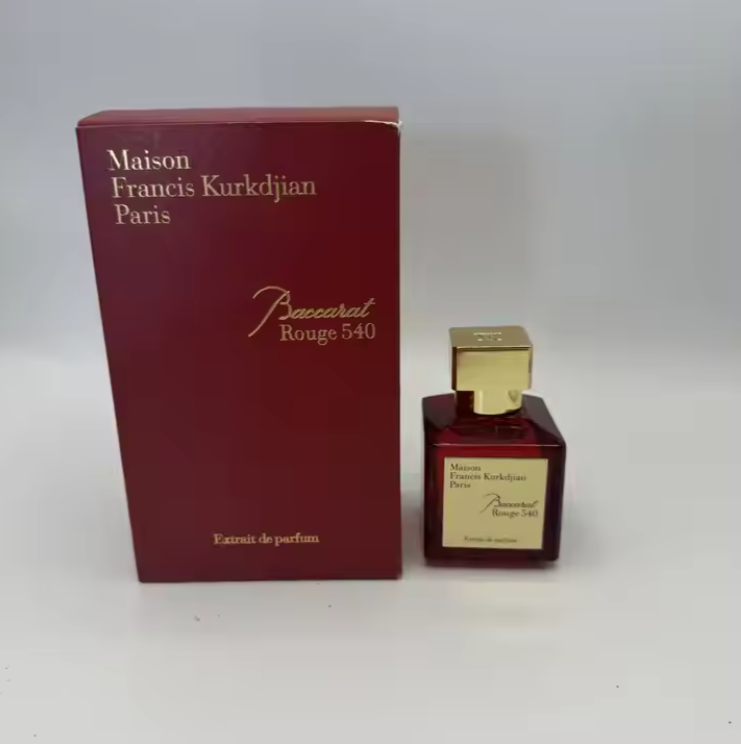 Maison
Francis Kurkdjian
Paris
Baccarat
Rouge 540
Extrait de parfum
Maison
Francis Kurkdjian
Paris
Baccarat
Rouge 540
Extrait de parfum